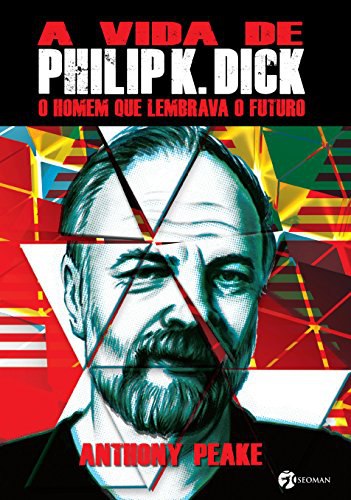 A VIDA DE
PHILIP K. DICK
O HOMEM QUE LEMBRAVA O FUTURO
ANTHONY PEAKE
SEOMAN